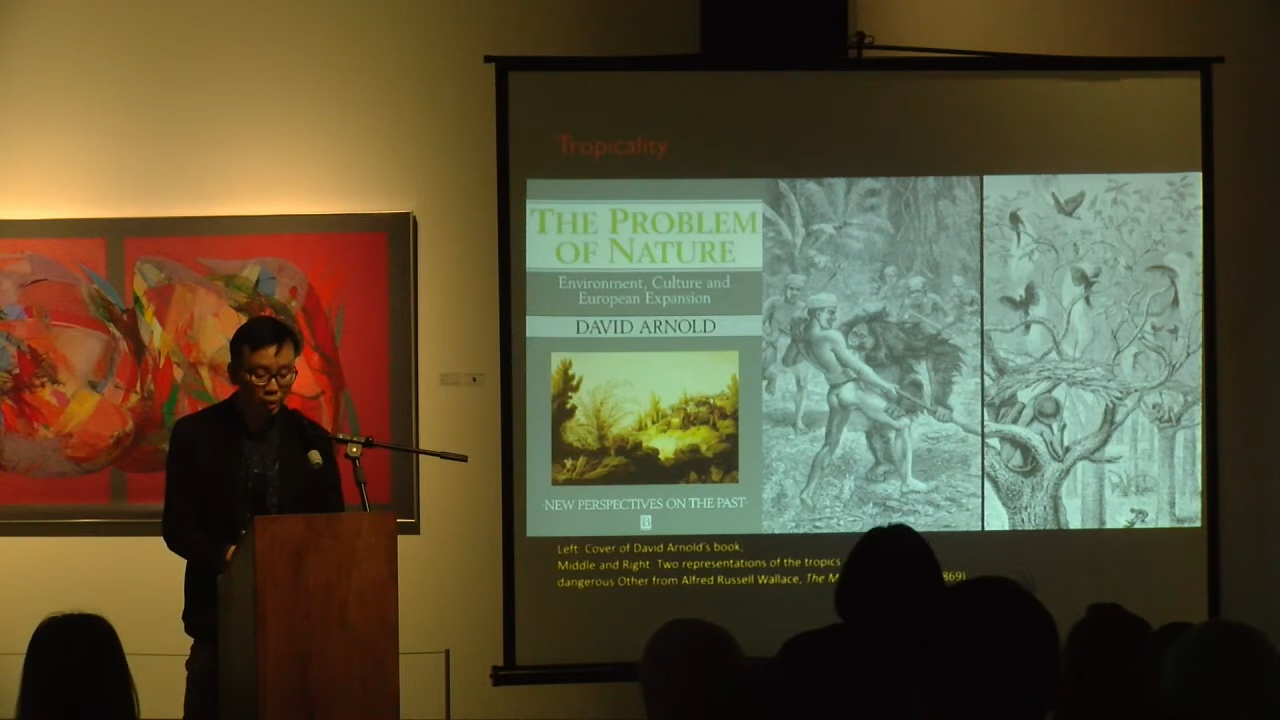 Tropicality
THE PROBLEM
OF NATURE
Environment, Culture and
European Expansion
DAVID ARNOLD
·NEW PERSPECTIVES ON THE PAST·
B
Left: Cover of David Arnold's book,
Middle and Right: Two representations of the tropics
dangerous Other from Alfred Russell Wallace, The M 869)